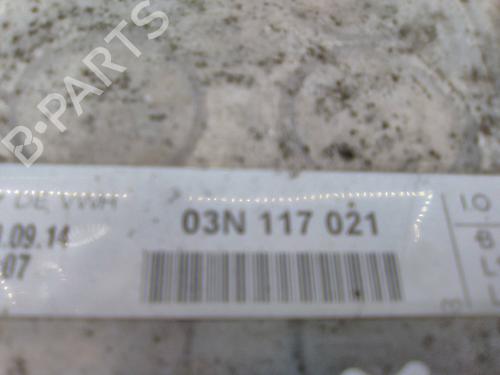 B-PARTS
DE VWH
03N 117 021
I.O
.09.14
07